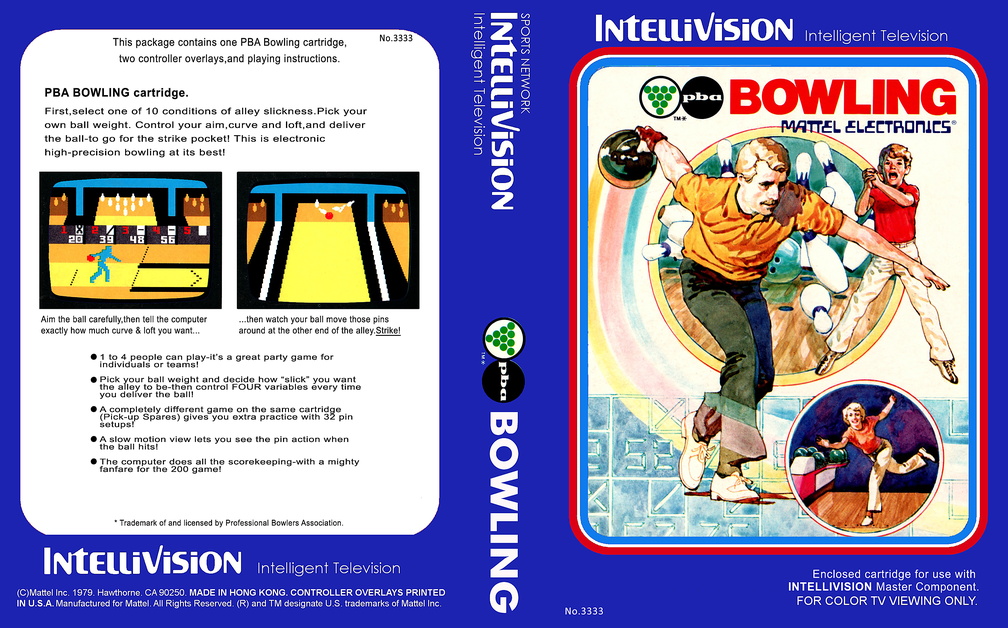 This package contains one PBA Bowling cartridge,
two controller overlays,and playing instructions.
No.3333
PBA BOWLING cartridge.
First,select one of 10 conditions of alley slickness.Pick your
own ball weight. Control your aim,curve and loft,and deliver
the ball-to go for the strike pocket! This is electronic
high-precision bowling at its best!
1 X 2 / 3 - 4 - 5
20 39 48 56
Aim the ball carefully,then tell the computer
exactly how much curve & loft you want...
...then watch your ball move those pins
around at the other end of the alley.Strike!
● 1 to 4 people can play-it's a great party game for
individuals or teams!
● Pick your ball weight and decide how "slick" you want
the alley to be-then control FOUR variables every time
you deliver the ball!
● A completely different game on the same cartridge
(Pick-up Spares) gives you extra practice with 32 pin
setups!
● A slow motion view lets you see the pin action when
the ball hits!
● The computer does all the scorekeeping-with a mighty
fanfare for the 200 game!
* Trademark of and licensed by Professional Bowlers Association.
INTELLIVISION Intelligent Television
(C)Mattel Inc. 1979. Hawthorne. CA 90250. MADE IN HONG KONG. CONTROLLER OVERLAYS PRINTED
IN U.S.A. Manufactured for Mattel. All Rights Reserved. (R) and TM designate U.S. trademarks of Mattel Inc.
SPORTS NETWORK
INTELLIVISION
Intelligent Television
TM*
pba
BOWLING
INTELLIVISION Intelligent Television
pba BOWLING
TM*
MATTEL ELECTRONICS®
No.3333
Enclosed cartridge for use with
INTELLIVISION Master Component.
FOR COLOR TV VIEWING ONLY.